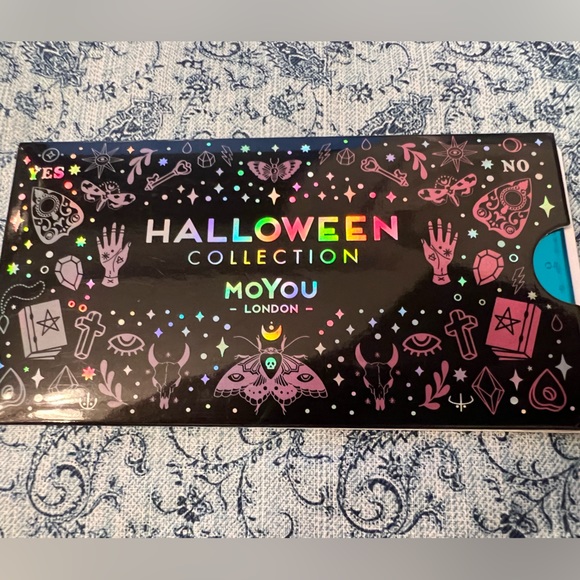 YES
NO
HALLOWEEN
COLLECTION
MOYOU
- LONDON -